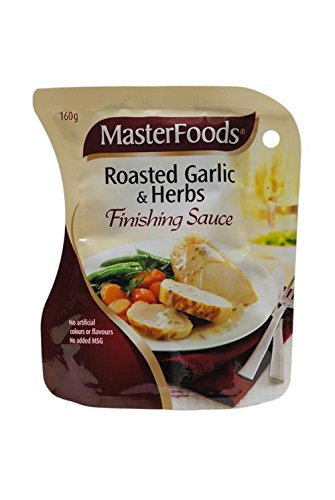 160g
MasterFoods®
Roasted Garlic
& Herbs
Finishing Sauce
No artificial
colours or flavours
No added MSG